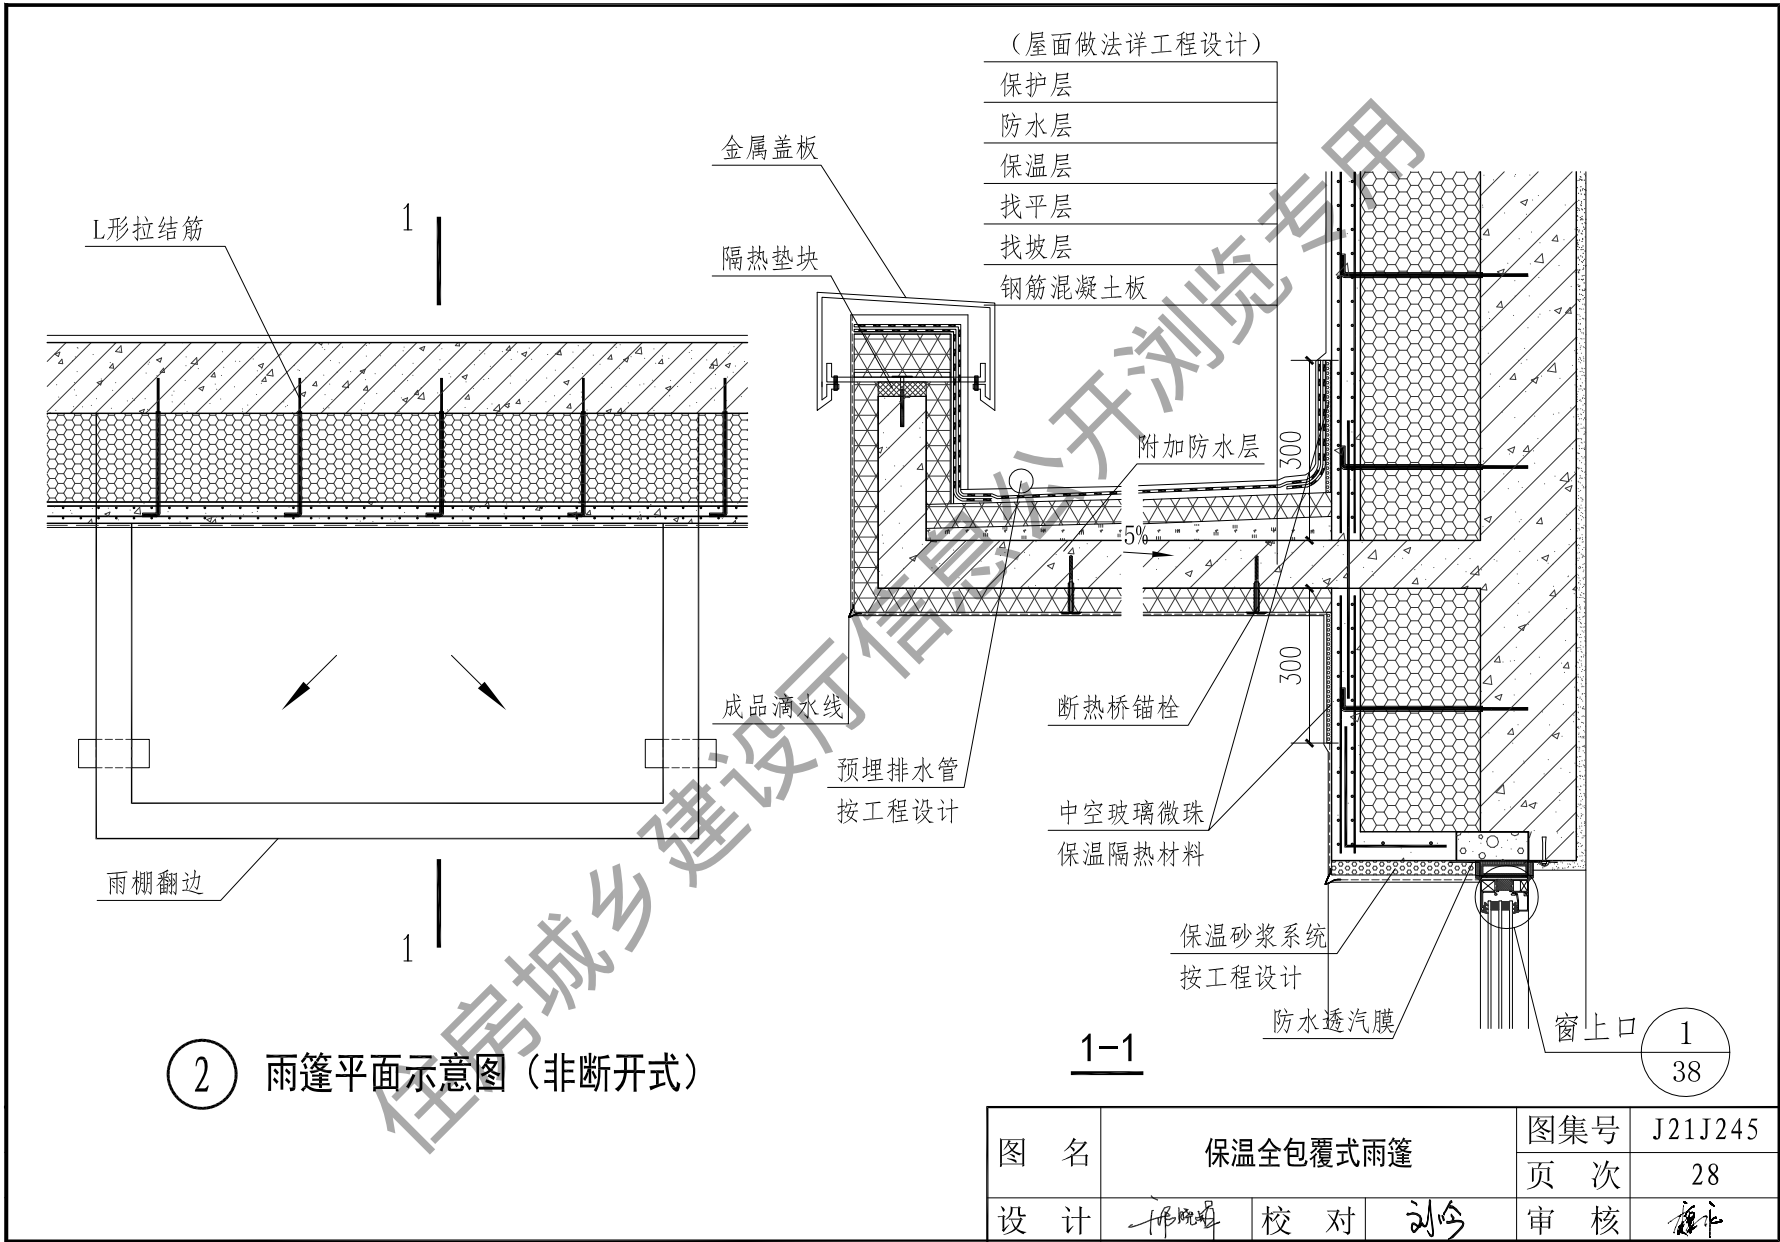 （屋面做法详工程设计）
保护层
防水层
保温层
找平层
找坡层
钢筋混凝土板
金属盖板
隔热垫块
L形拉结筋
1
附加防水层
300
5%
300
成品滴水线
断热桥锚栓
预埋排水管
按工程设计
中空玻璃微珠
保温隔热材料
雨棚翻边
1
保温砂浆系统
按工程设计
防水透汽膜
窗上口
1
38
2 雨篷平面示意图（非断开式）
1-1
住房城乡建设厅信息公开浏览专用
图 名
保温全包覆式雨篷
图集号
J21J245
页 次
28
设 计
校 对
审 核